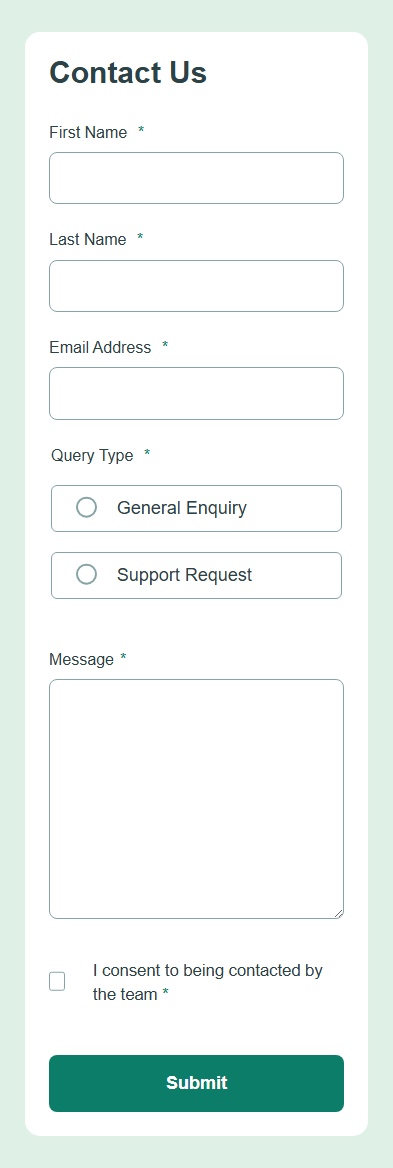 Contact Us
First Name *
Last Name *
Email Address *
Query Type *
General Enquiry
Support Request
Message *
I consent to being contacted by
the team *
Submit